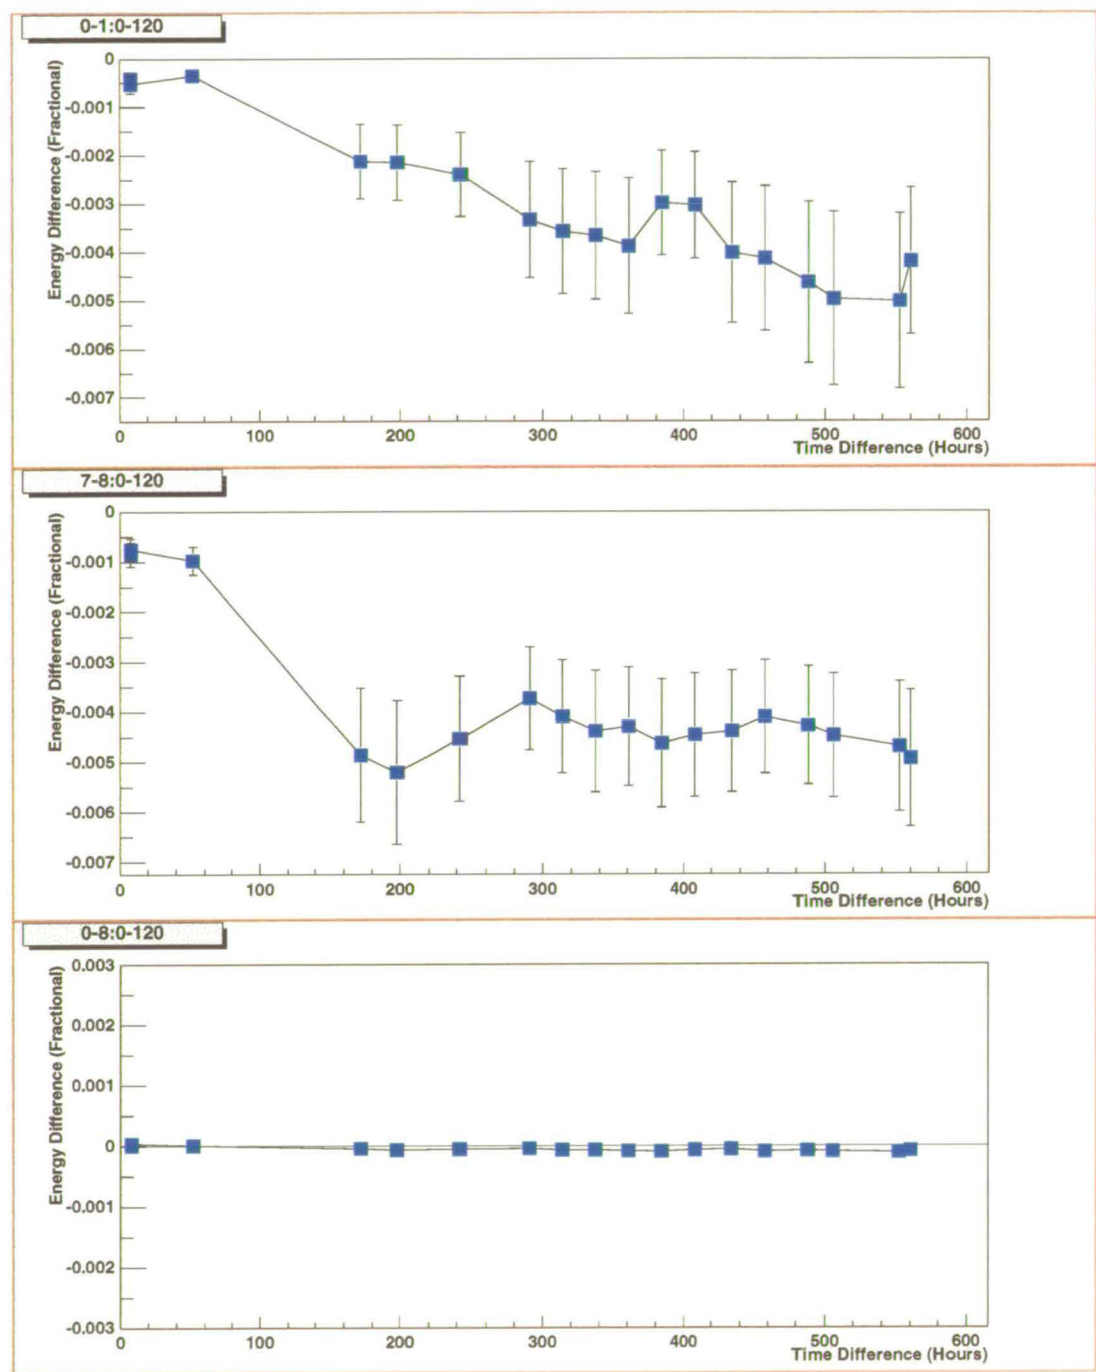 0-1:0-120
Energy Difference (Fractional)
0
-0.001
-0.002
-0.003
-0.004
-0.005
-0.006
-0.007
0 100 200 300 400 500 600
Time Difference (Hours)
7-8:0-120
Energy Difference (Fractional)
0
-0.001
-0.002
-0.003
-0.004
-0.005
-0.006
-0.007
0 100 200 300 400 500 600
Time Difference (Hours)
0-8:0-120
Energy Difference (Fractional)
0.003
0.002
0.001
0
-0.001
-0.002
-0.003
0 100 200 300 400 500 600
Time Difference (Hours)